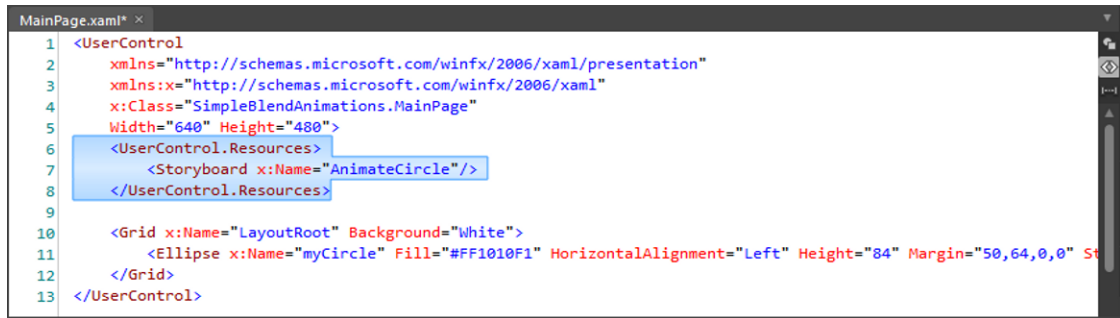 MainPage.xaml* ×
1 <UserControl
2 xmlns="http://schemas.microsoft.com/winfx/2006/xaml/presentation"
3 xmlns:x="http://schemas.microsoft.com/winfx/2006/xaml"
4 x:Class="SimpleBlendAnimations.MainPage"
5 Width="640" Height="480">
6 <UserControl.Resources>
7 <Storyboard x:Name="AnimateCircle"/>
8 </UserControl.Resources>
9
10 <Grid x:Name="LayoutRoot" Background="White">
11 <Ellipse x:Name="myCircle" Fill="#FF1010F1" HorizontalAlignment="Left" Height="84" Margin="50,64,0,0" St
12 </Grid>
13 </UserControl>